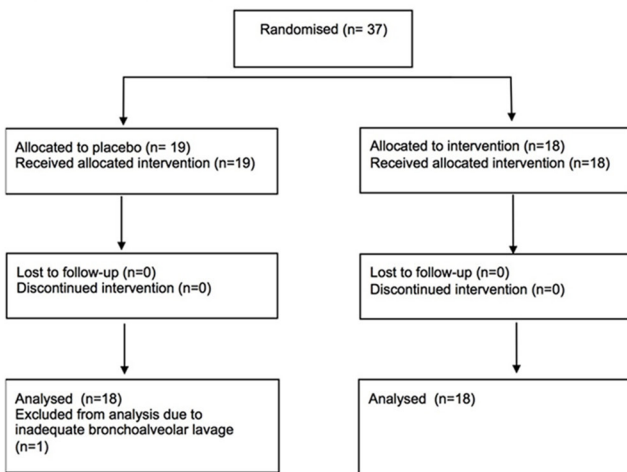 Randomised (n= 37)
Allocated to placebo (n= 19)
Received allocated intervention (n=19)
Allocated to intervention (n=18)
Received allocated intervention (n=18)
Lost to follow-up (n=0)
Discontinued intervention (n=0)
Lost to follow-up (n=0)
Discontinued intervention (n=0)
Analysed (n=18)
Excluded from analysis due to
inadequate bronchoalveolar lavage
(n=1)
Analysed (n=18)